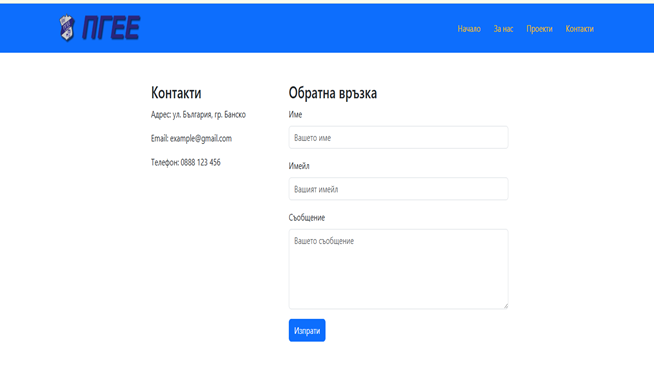 ПГЕЕ
Начало За нас Проекти Контакти
Контакти
Адрес: ул. България, гр. Банско
Email: example@gmail.com
Телефон: 0888 123 456
Обратна връзка
Име
Вашето име
Имейл
Вашият имейл
Съобщение
Вашето съобщение
Изпрати